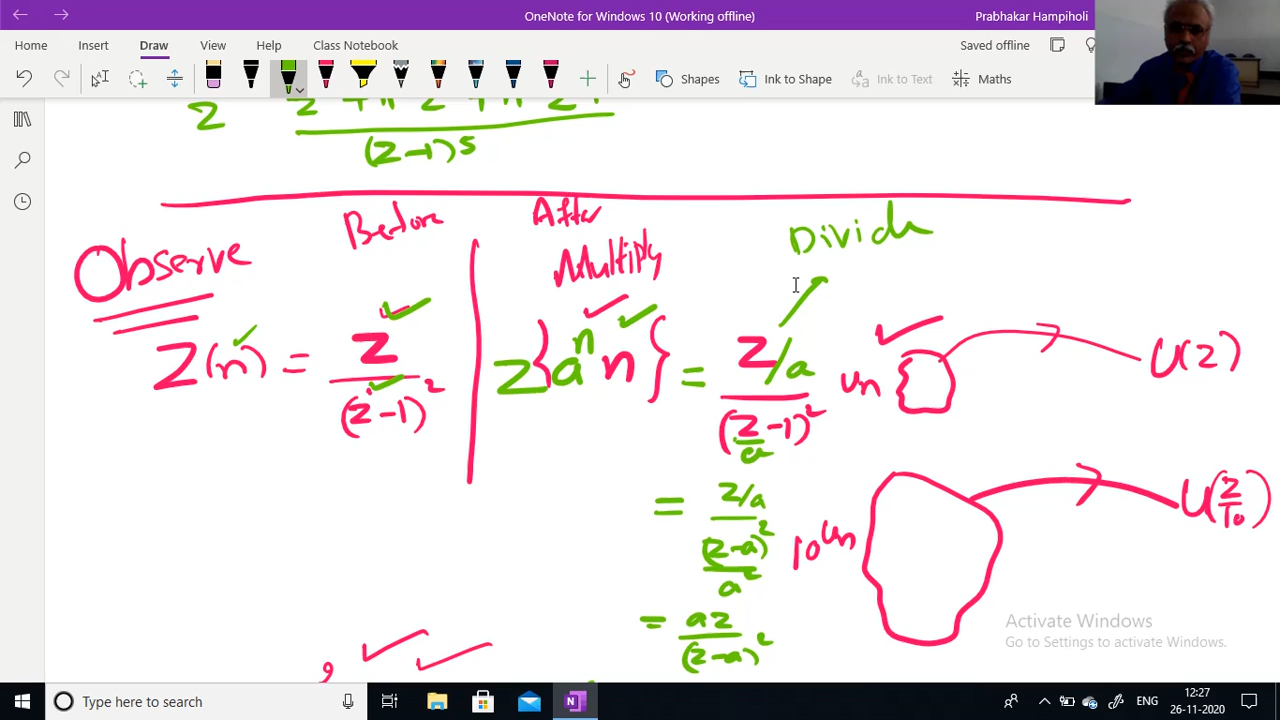 OneNote for Windows 10 (Working offline)
Prabhakar Hampiholi
Home Insert Draw View Help Class Notebook
Saved offline
Shapes Ink to Shape Ink to Text Maths
Z
(z-1)⁵
Observe
Before
After
Multiply
Divide
Z(n) = z/(z-1)²
Z{aⁿ n} = z/a / (z/a -1)²
un
U(z)
= z/a / (z-a)²/a²
10 un
U(z/10)
= az/(z-a)²
Activate Windows
Go to Settings to activate Windows.
Type here to search
ENG
12:27
26-11-2020